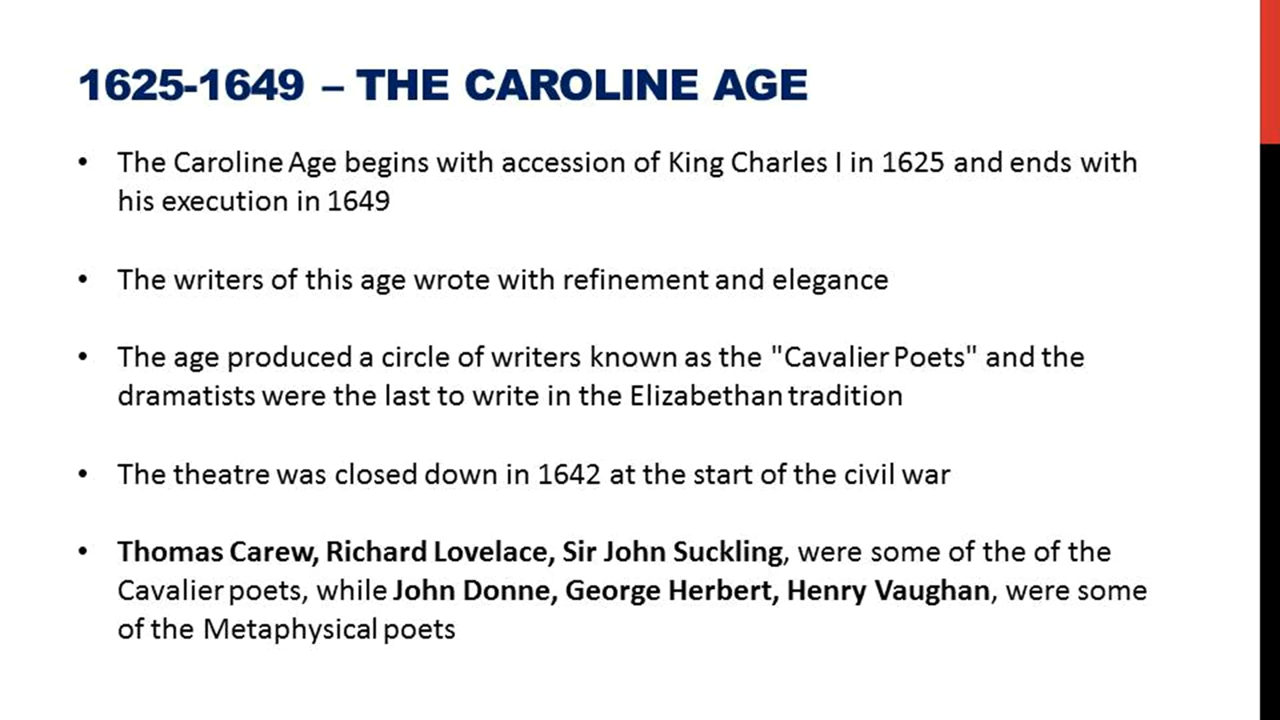 1625-1649 – THE CAROLINE AGE
• The Caroline Age begins with accession of King Charles I in 1625 and ends with
his execution in 1649
• The writers of this age wrote with refinement and elegance
• The age produced a circle of writers known as the "Cavalier Poets" and the
dramatists were the last to write in the Elizabethan tradition
• The theatre was closed down in 1642 at the start of the civil war
• Thomas Carew, Richard Lovelace, Sir John Suckling, were some of the of the
Cavalier poets, while John Donne, George Herbert, Henry Vaughan, were some
of the Metaphysical poets